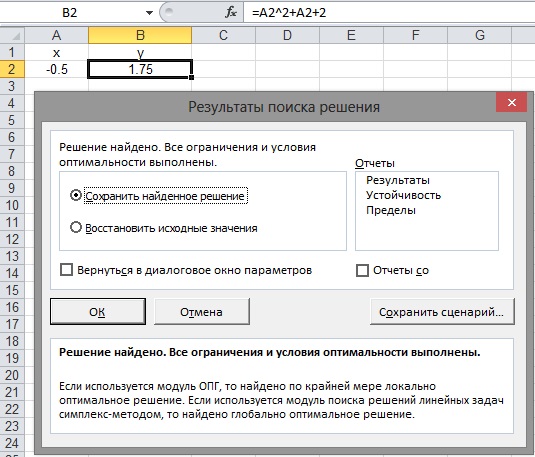 B2 fx =A2^2+A2+2
A B C D E F G
1 x y
2 -0.5 1.75
3
4
5
6
7
8
9
10
11
12
13
14
15
16
17
18
19
20
21
22
23
24
Результаты поиска решения
Решение найдено. Все ограничения и условия
оптимальности выполнены.
Отчеты
Результаты
Устойчивость
Пределы
Сохранить найденное решение
Восстановить исходные значения
Вернуться в диалоговое окно параметров
Отчеты со
ОК
Отмена
Сохранить сценарий...
Решение найдено. Все ограничения и условия оптимальности выполнены.
Если используется модуль ОПГ, то найдено по крайней мере локально
оптимальное решение. Если используется модуль поиска решений линейных задач
симплекс-методом, то найдено глобально оптимальное решение.